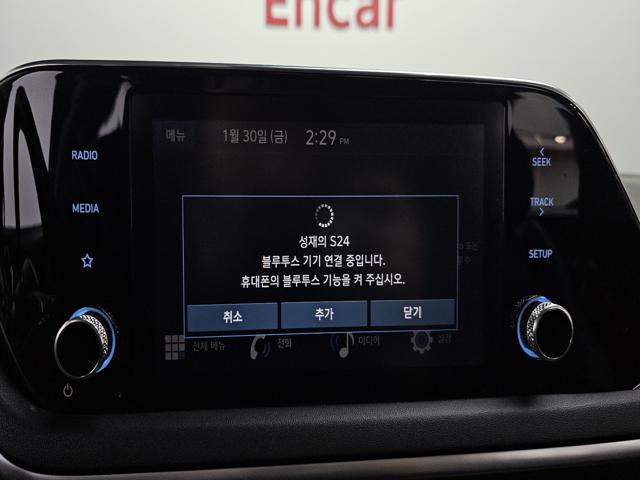 Encar
메뉴 1월 30일 (금) 2:29 PM
RADIO
MEDIA
SEEK
TRACK
SETUP
성재의 S24
블루투스 기기 연결 중입니다.
휴대폰의 블루투스 기능을 켜 주십시오.
취소 추가 닫기
전체 메뉴 전화 미디어 설정